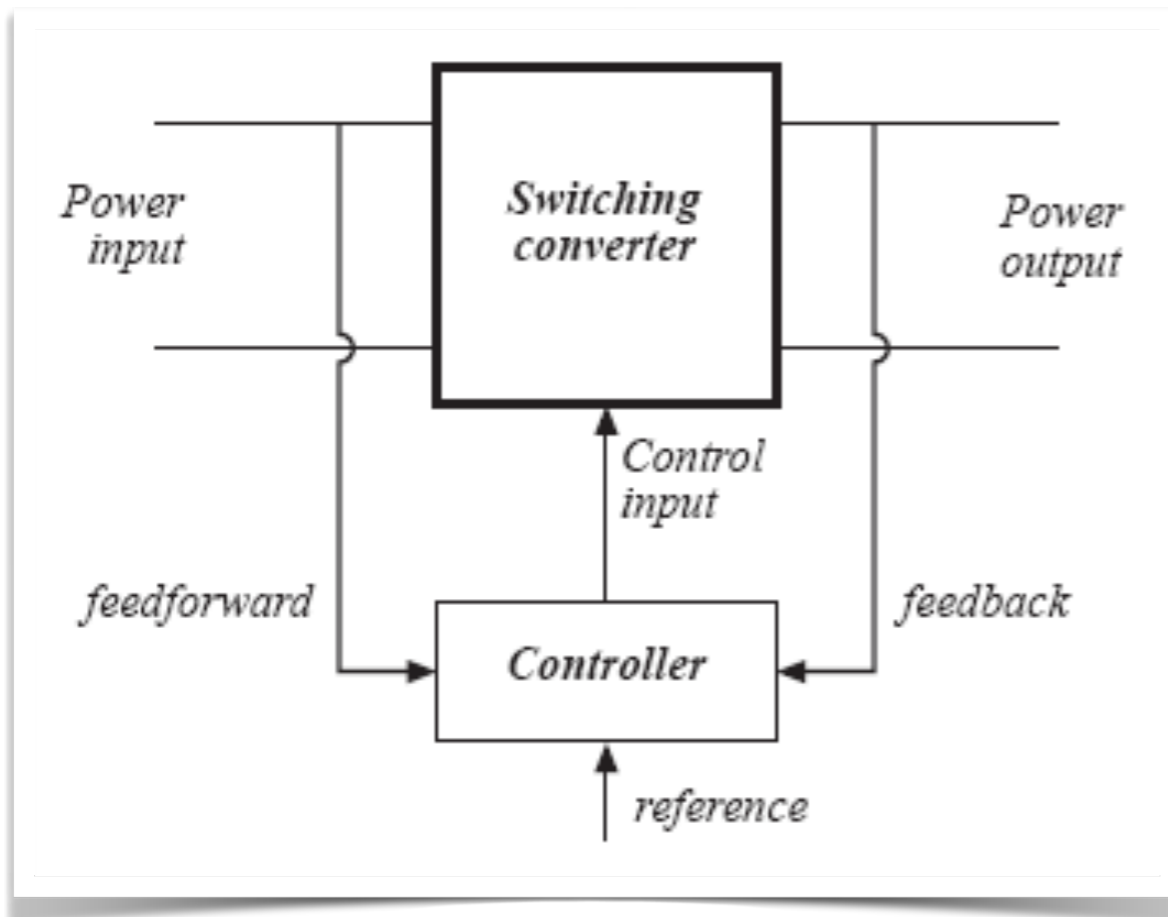 Power
input
Switching
converter
Power
output
Control
input
feedforward
Controller
feedback
reference